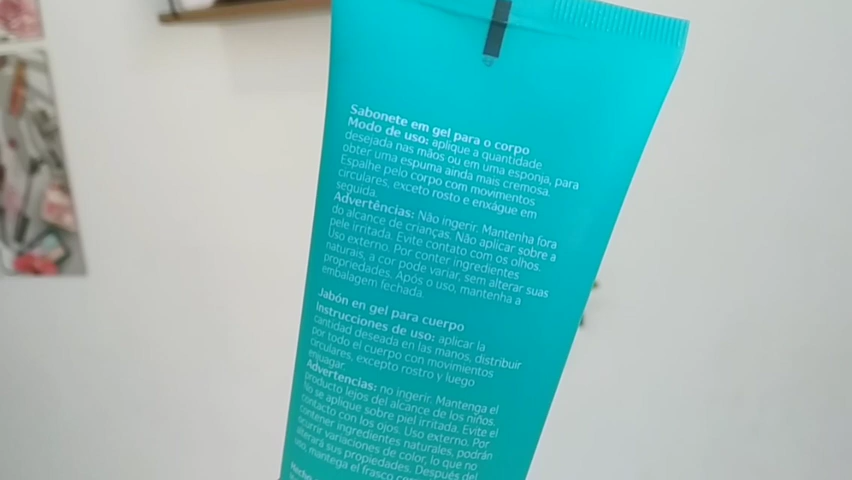 Sabonete em gel para o corpo
Modo de uso: aplique a quantidade
desejada nas mãos ou em uma esponja, para
obter uma espuma ainda mais cremosa.
Espalhe pelo corpo com movimentos
circulares, exceto rosto e enxágue em
seguida.
Advertências: Não ingerir. Mantenha fora
do alcance de crianças. Não aplicar sobre a
pele irritada. Evite contato com os olhos.
Uso externo. Por conter ingredientes
naturais, a cor pode variar, sem alterar suas
propriedades. Após o uso, mantenha a
embalagem fechada.
Jabón en gel para cuerpo
Instrucciones de uso: aplicar la
cantidad deseada en las manos, distribuir
por todo el cuerpo con movimientos
circulares, excepto rostro y luego
enjuagar.
Advertencias: no ingerir. Mantenga el
producto lejos del alcance de los niños.
No se aplique sobre piel irritada. Evite el
contacto con los ojos. Uso externo. Por
contener ingredientes naturales, podrán
ocurrir variaciones de color, lo que no
alterará sus propiedades. Después del
uso, mantenga el frasco